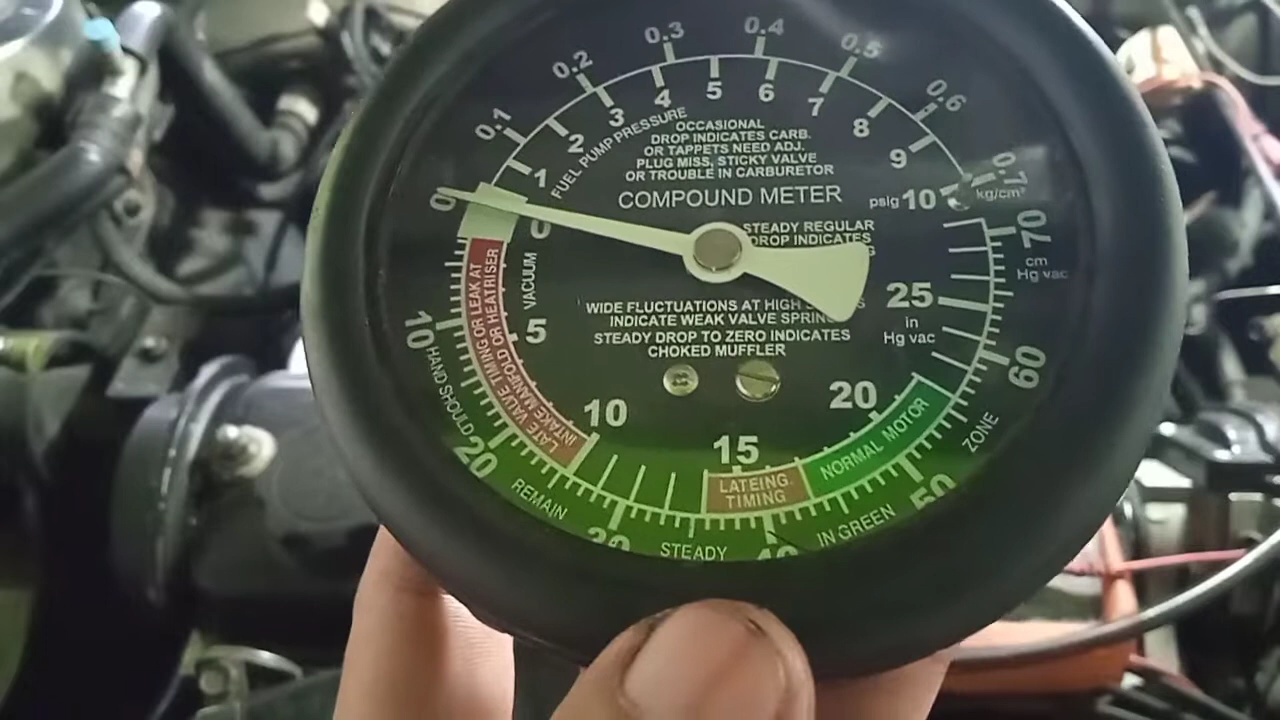 0.1
0.2
0.3
0.4
0.5
0.6
0.7
kg/cm²
0
1
2
3
4
5
6
7
8
9
psig 10
FUEL PUMP PRESSURE
OCCASIONAL
DROP INDICATES CARB.
OR TAPPETS NEED ADJ.
PLUG MISS, STICKY VALVE
OR TROUBLE IN CARBURETOR
COMPOUND METER
STEADY REGULAR
DROP INDICATES
0
VACUUM
5
10
15
20
25
in
Hg vac
WIDE FLUCTUATIONS AT HIGH
INDICATE WEAK VALVE SPRING
STEADY DROP TO ZERO INDICATES
CHOKED MUFFLER
LATE VALVE TIMING OR LEAK AT
INTAKE MANIFOLD OR HEATRISER
LATEING
TIMING
NORMAL MOTOR
10
20
30
40
50
60
70
cm
Hg vac
HAND SHOULD REMAIN STEADY IN GREEN ZONE